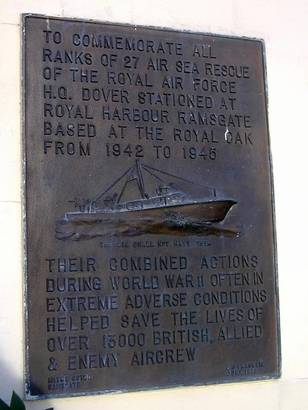 TO COMMEMORATE ALL
RANKS OF 27 AIR SEA RESCUE
OF THE ROYAL AIR FORCE
H.Q. DOVER STATIONED AT
ROYAL HARBOUR RAMSGATE
BASED AT THE ROYAL OAK
FROM 1942 TO 1945
THE SEA SHALL NOT HAVE THEM
THEIR COMBINED ACTIONS
DURING WORLD WAR II OFTEN IN
EXTREME ADVERSE CONDITIONS
HELPED SAVE THE LIVES OF
OVER 13000 BRITISH, ALLIED
& ENEMY AIRCREW